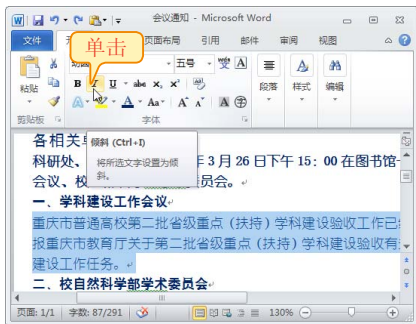 会议通知 - Microsoft Word
文件 页面布局 引用 邮件 审阅 视图
单击
五号
粘贴 段落 样式 编辑
B I U abc x₂ x²
A Aa A A
剪贴板 字体
倾斜 (Ctrl+I)
将所选文字设置为倾斜。
各相关
科研处、 年 3 月 26 日下午 15：00 在图书馆
会议、校 员会。
一、学科建设工作会议
重庆市普通高校第二批省级重点（扶持）学科建设验收工作已
报重庆市教育厅关于第二批省级重点（扶持）学科建设验收有
建设工作任务。
二、校自然科学部学术委员会
页面: 1/1 字数: 87/291 130%